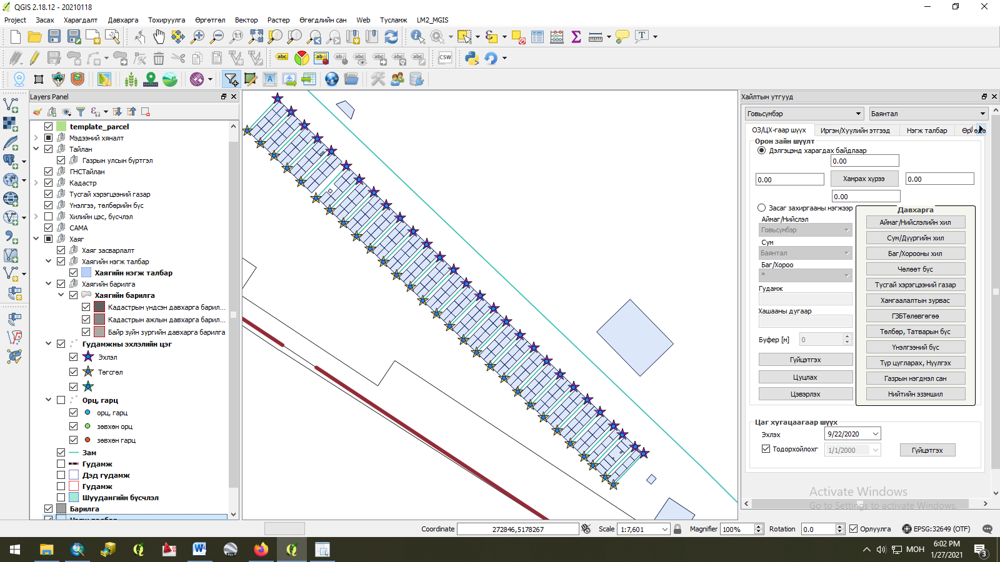 QGIS 2.18.12 - 20210118
Project Засах Харагдалт Давхарга Тохируулга Өргөтгөл Вектор Растер Өгөгдлийн сан Web Тусламж LM2_MGIS
Layers Panel
template_parcel
Мэдээний хяналт
Тайлан
Газрын улсын бүртгэл
ГНСТайлан
Кадастр
Тусгай хэрэгцээний газар
Үнэлгээ, төлбөрийн бүс
Хилийн цэс, бүсчлэл
САМА
Хаяг
Хаяг засварлалт
Хаягийн нэгж талбар
Хаягийн нэгж талбар
Хаягийн барилга
Хаягийн барилга
Кадастрын үндсэн давхарга барил...
Кадастрын ажлын давхарга барил...
Байр зүйн зургийн давхарга барилга
Гудамжны эхлэлийн цэг
Эхлэл
Төгсгөл
Орц, гарц
орц, гарц
зөвхөн орц
зөвхөн гарц
Зам
Гудамж
Дэд гудамж
Гудамж
Шуудангийн бүсчлэл
Барилга
Хайлтын утгууд
Говьсүмбэр Баянтал
ОЗ/ЦХ-гаар шүүх Иргэн/Хуулийн этгээд Нэгж талбар
Орон зайн шүүлт
Дэлгэцэнд харагдах байдлаар
0.00
0.00 Хамрах хүрээ 0.00
0.00
Засаг захиргааны нэгжээр
Аймаг/Нийслэл
Говьсүмбэр
Сум
Баянтал
Баг/Хороо
*
Гудамж
Хашааны дугаар
Буфер [м] 0
Гүйцэтгэх
Цуцлах
Цэвэрлэх
Давхарга
Аймаг/Нийслэлийн хил
Сум/Дүүргийн хил
Баг/Хорооны хил
Чөлөөт бүс
Тусгай хэрэгцээний газар
Хамгаалалтын зурвас
ГЗБТөлөвгөгөө
Төлбөр, Татварын бүс
Үнэлгээний бүс
Түр цугларах, Нүүлгэх
Газрын нэгдмэл сан
Нийтийн эзэмшил
Цаг хугацаагаар шүүх
Эхлэх 9/22/2020
Тодорхойлохг 1/1/2000 Гүйцэтгэх
Activate Windows
Go to Settings to activate Windows.
Coordinate 272846,5178267 Scale 1:7,601 Magnifier 100% Rotation 0.0 Орлуулга EPSG:32649 (OTF)
МОН 6:02 PM
1/27/2021
3